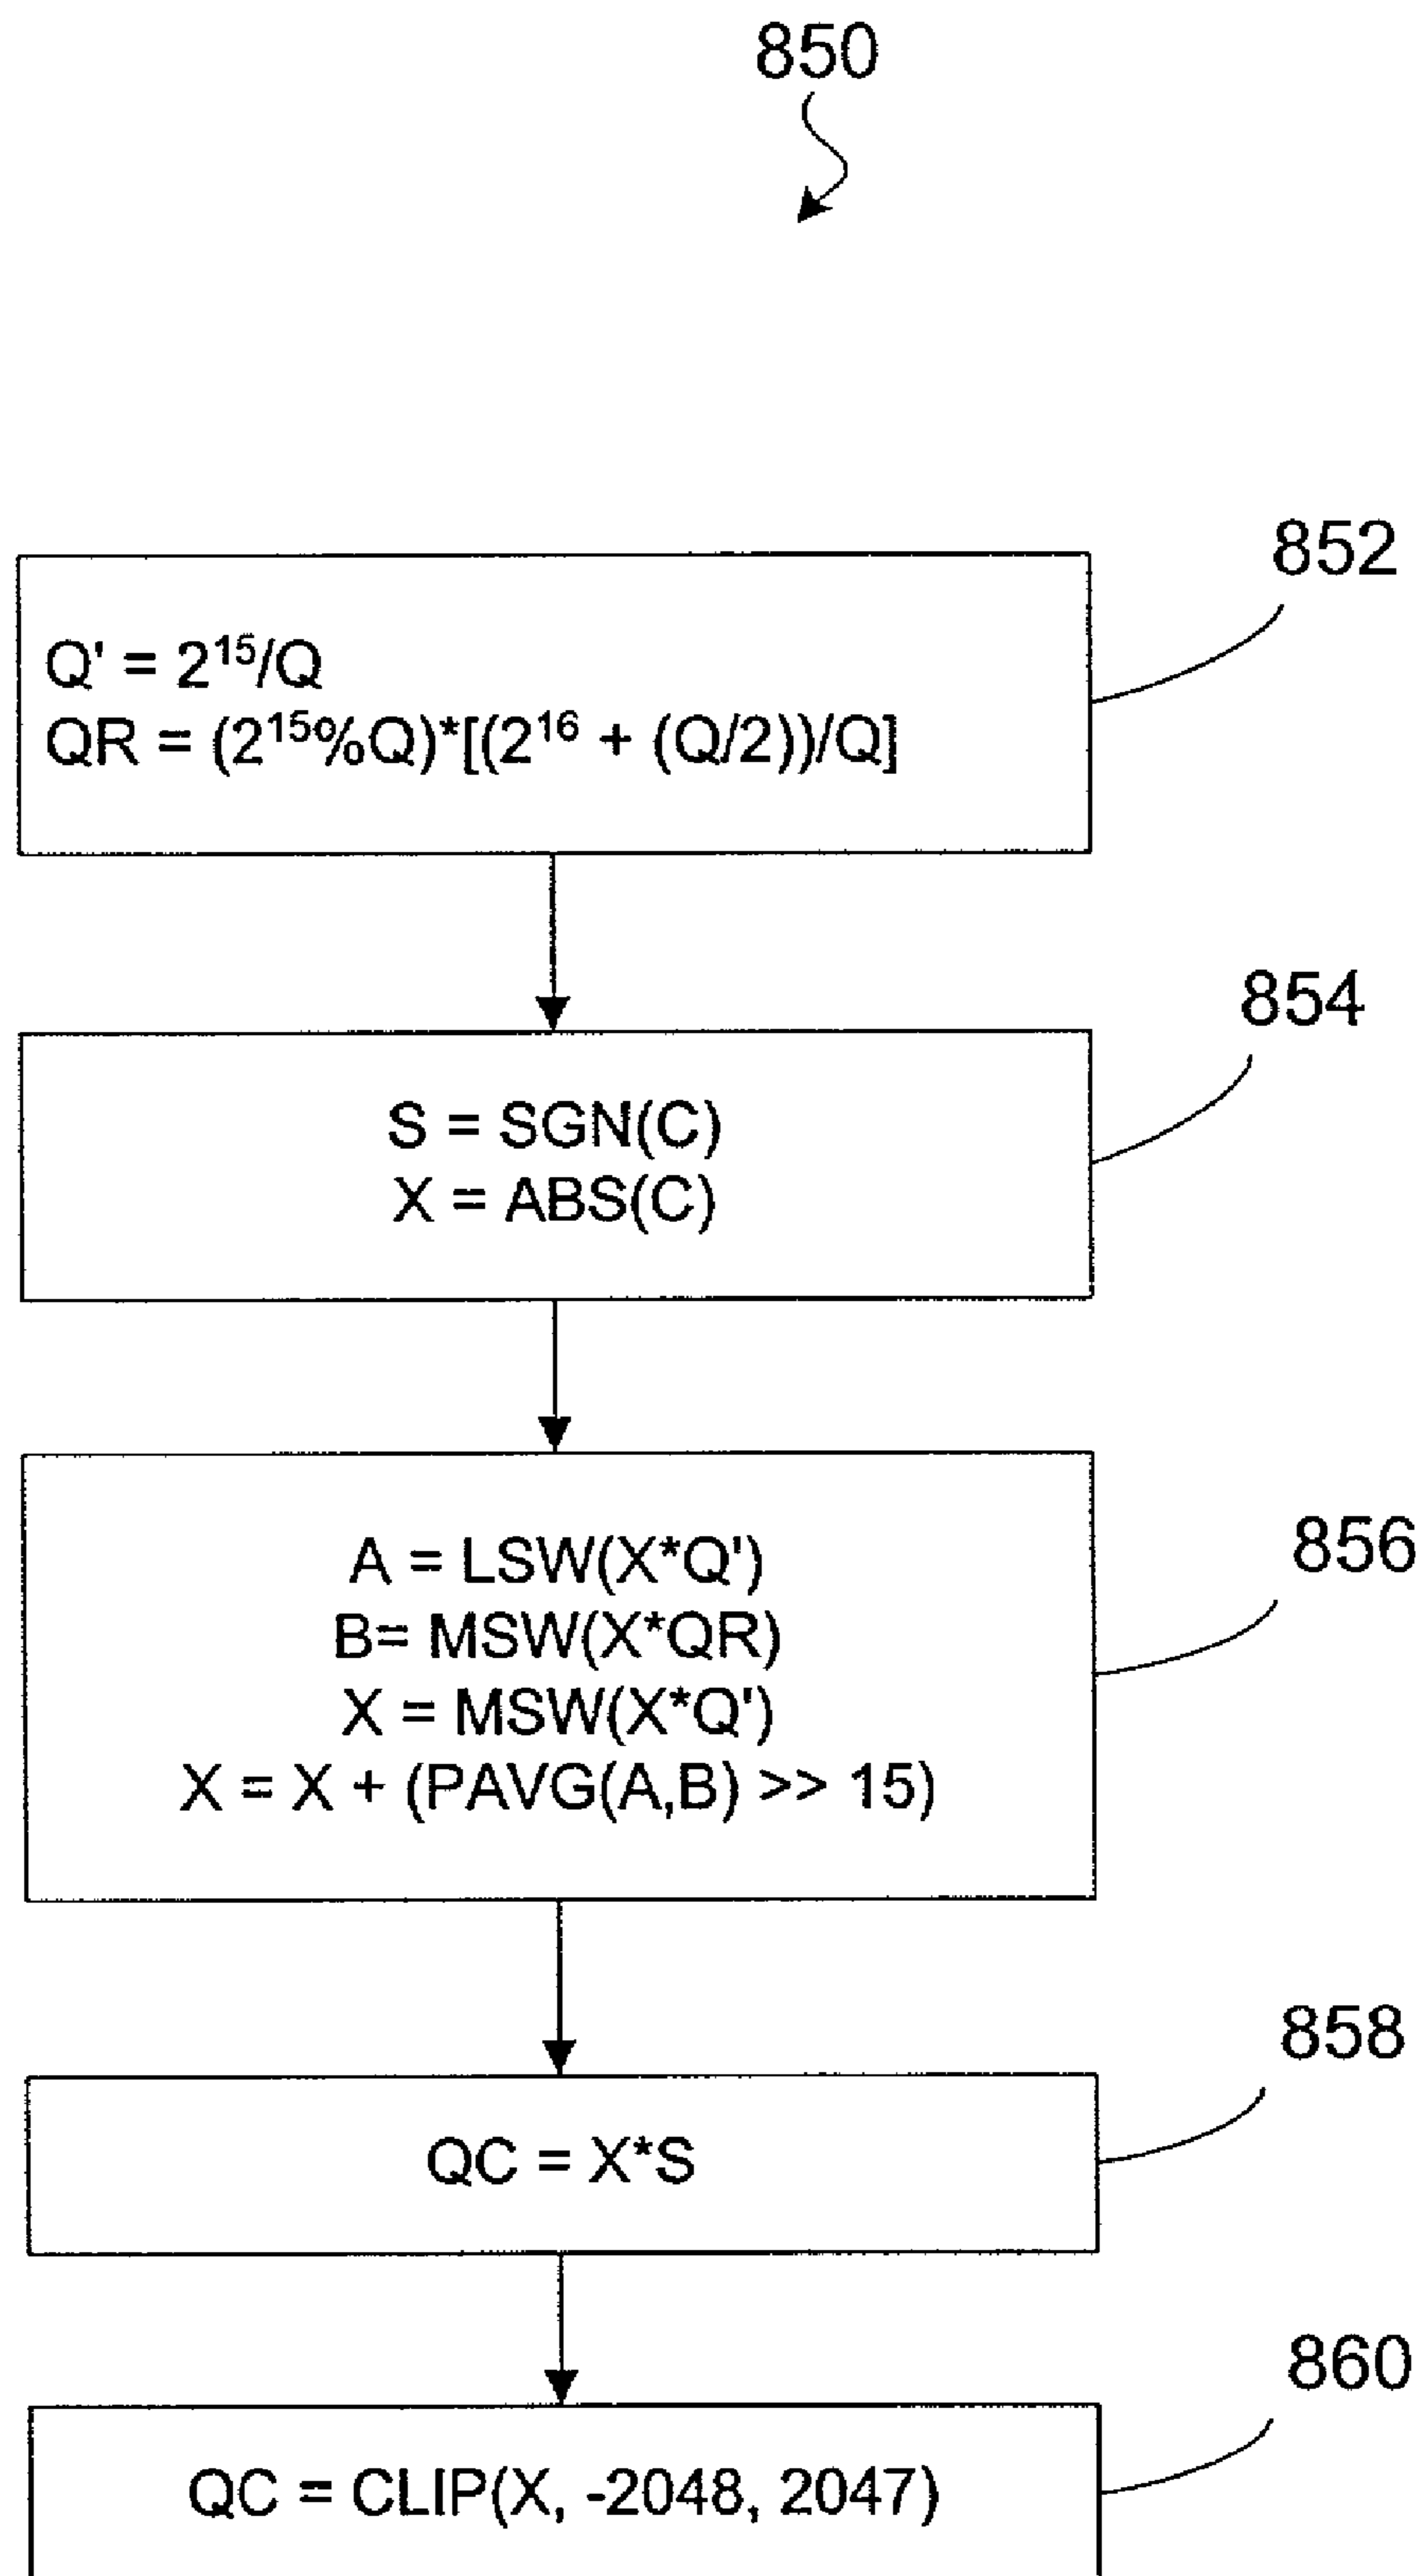 850
852
Q' = 2¹⁵/Q
QR = (2¹⁵%Q)*[(2¹⁶ + (Q/2))/Q]
854
S = SGN(C)
X = ABS(C)
856
A = LSW(X*Q')
B= MSW(X*QR)
X = MSW(X*Q')
X = X + (PAVG(A,B) >> 15)
858
QC = X*S
860
QC = CLIP(X, -2048, 2047)